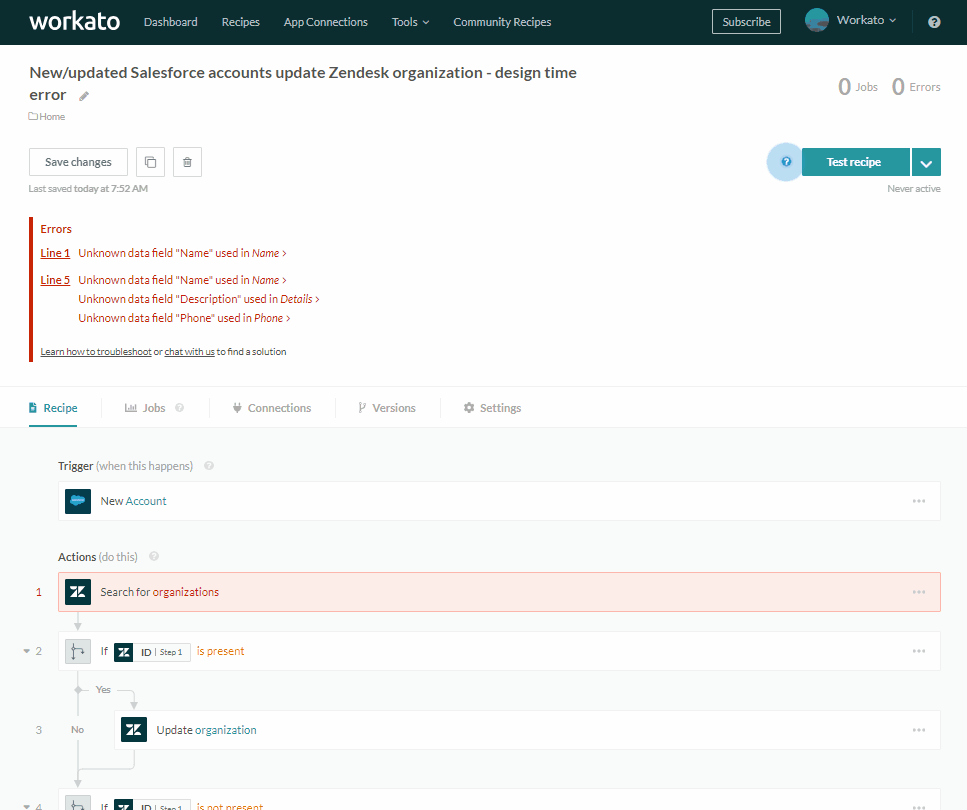 workato Dashboard Recipes App Connections Tools Community Recipes Subscribe Workato ?
New/updated Salesforce accounts update Zendesk organization - design time
error
0 Jobs 0 Errors
Home
Save changes ? Test recipe
Last saved today at 7:52 AM Never active
Errors
Line 1 Unknown data field "Name" used in Name >
Line 5 Unknown data field "Name" used in Name >
Unknown data field "Description" used in Details >
Unknown data field "Phone" used in Phone >
Learn how to troubleshoot or chat with us to find a solution
Recipe Jobs ? Connections Versions Settings
Trigger (when this happens) ?
New Account
Actions (do this) ?
1 Search for organizations
2 If ID | Step 1 is present
Yes
3 No Update organization
4 If ID | Step 1 is not present